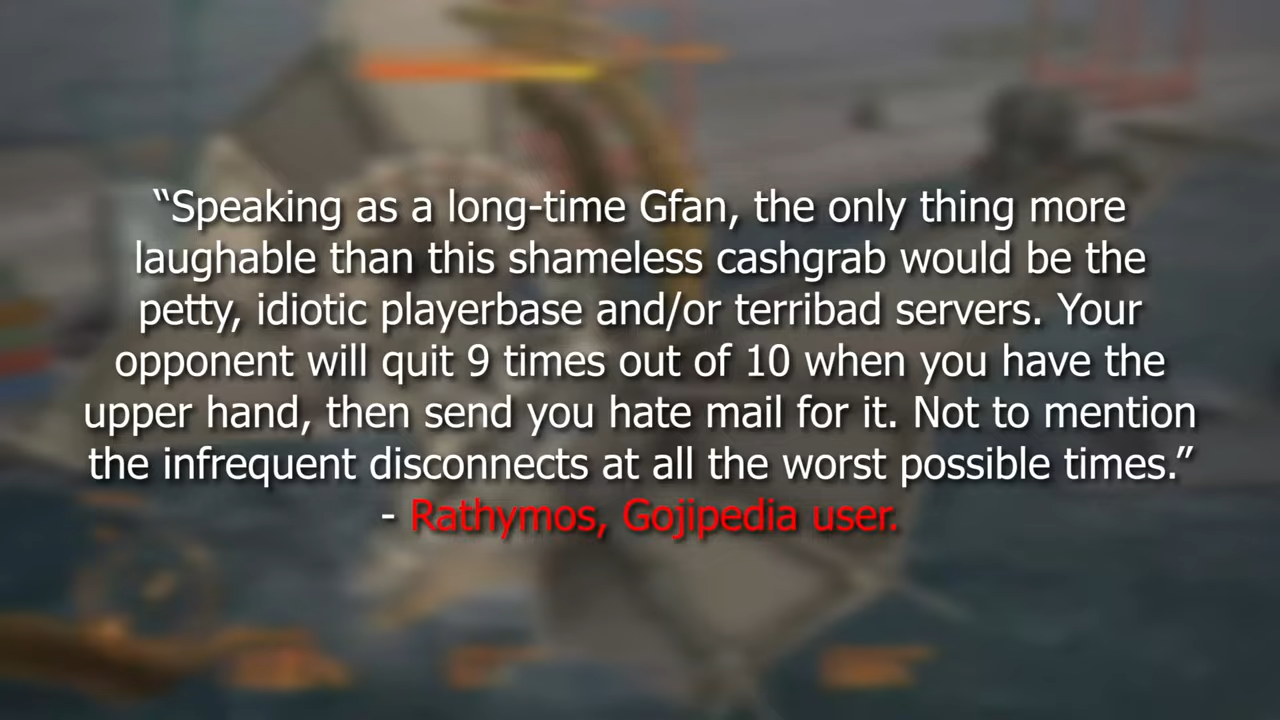 “Speaking as a long-time Gfan, the only thing more
laughable than this shameless cashgrab would be the
petty, idiotic playerbase and/or terribad servers. Your
opponent will quit 9 times out of 10 when you have the
upper hand, then send you hate mail for it. Not to mention
the infrequent disconnects at all the worst possible times.”
- Rathymos, Gojipedia user.